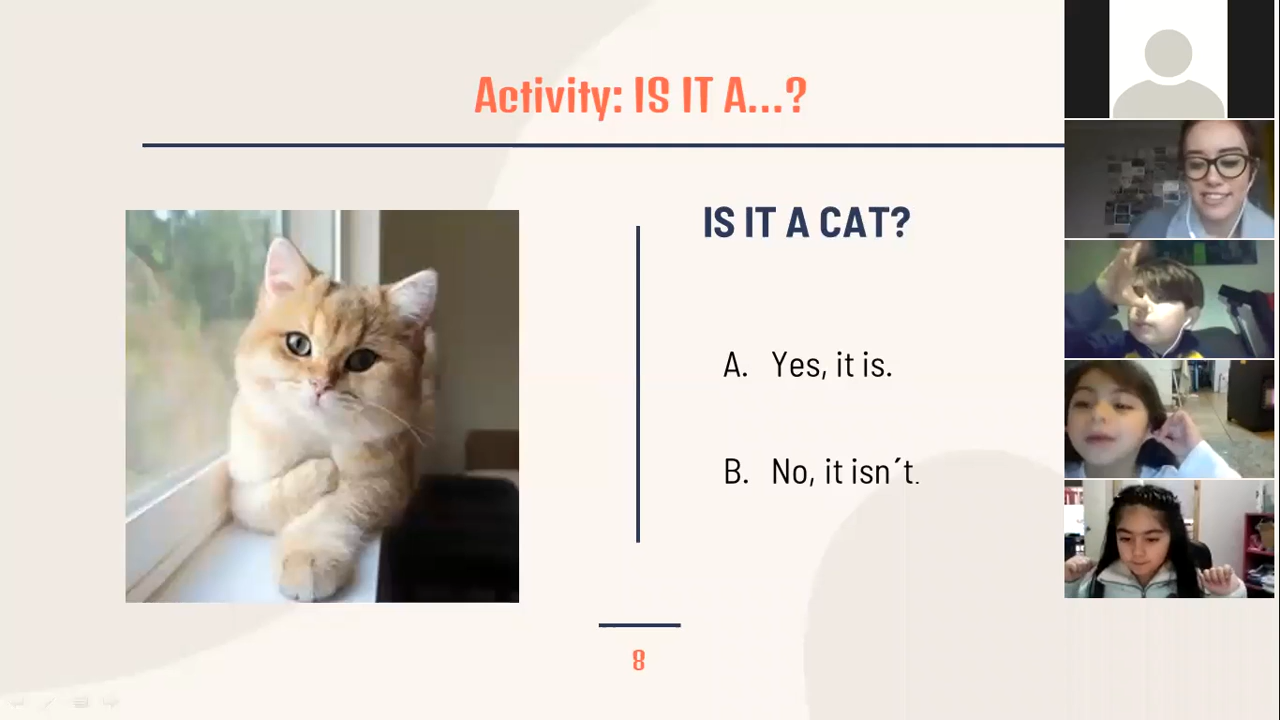 Activity: IS IT A...?
IS IT A CAT?
A. Yes, it is.
B. No, it isn´t.
8